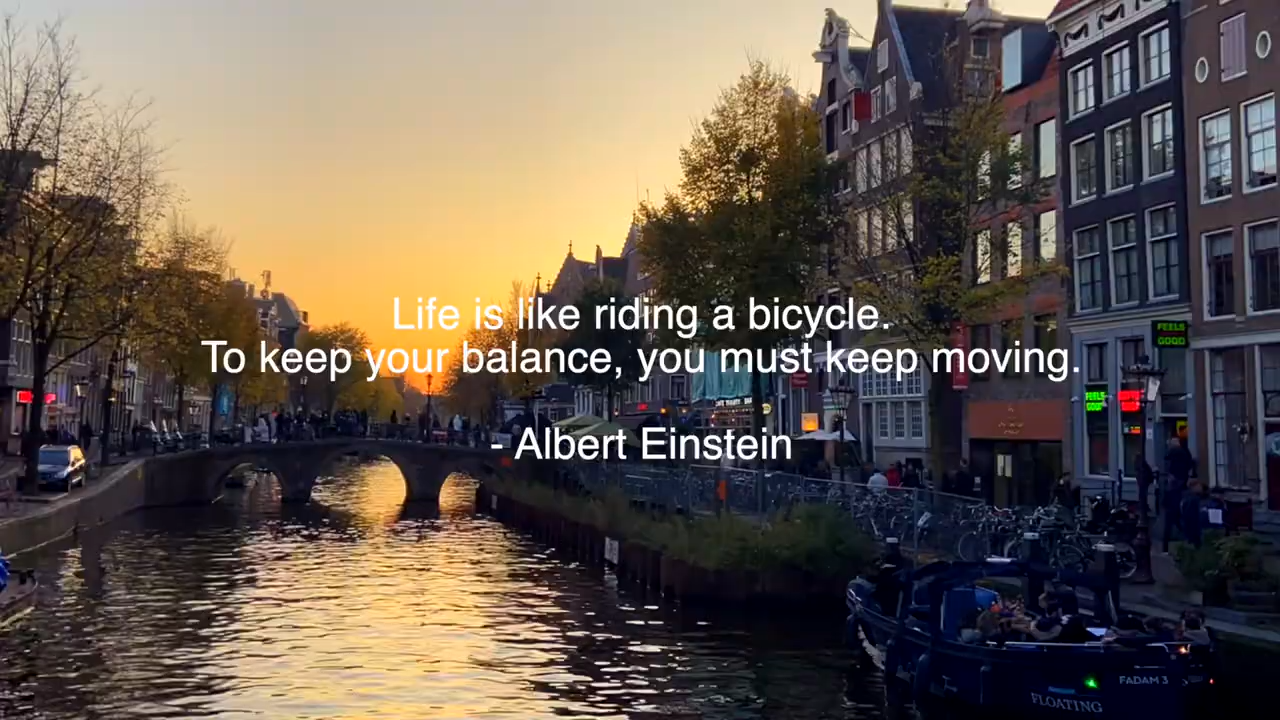 Life is like riding a bicycle.
To keep your balance, you must keep moving.
- Albert Einstein
FEELS
GOOD
FEELS
GOOD
FADAM 3
FLOATING